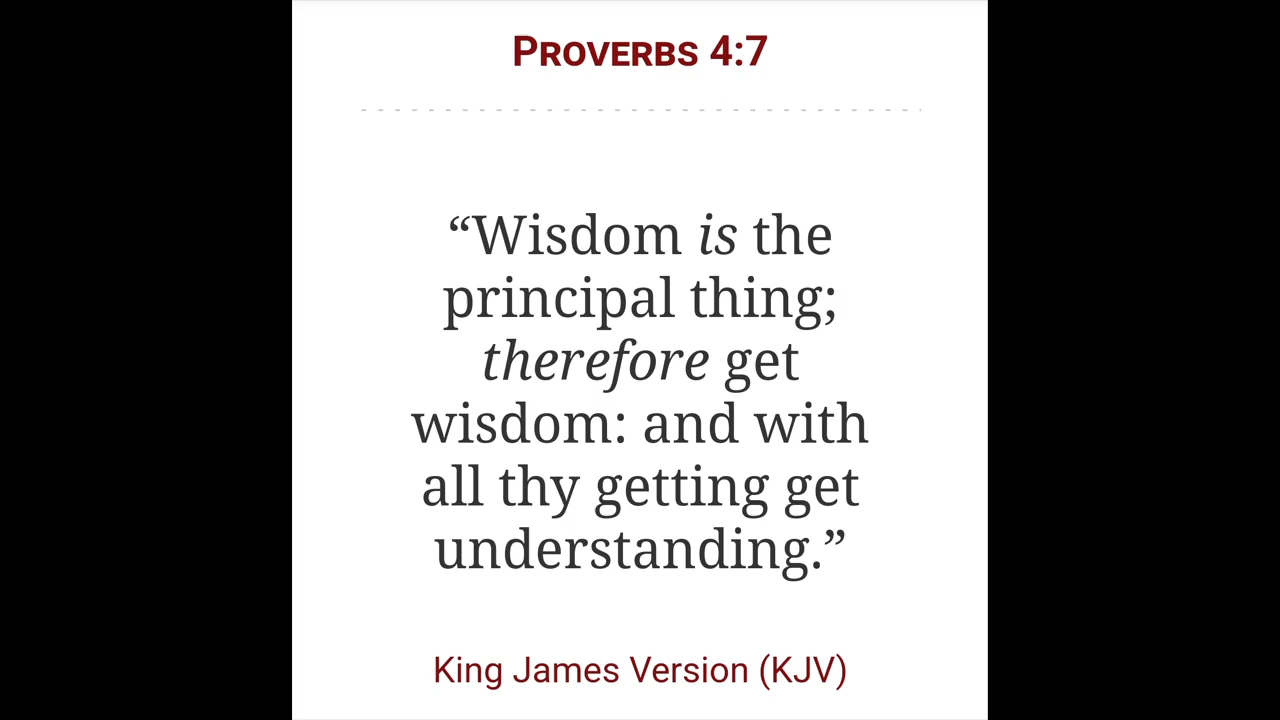 Proverbs 4:7
“Wisdom is the
principal thing;
therefore get
wisdom: and with
all thy getting get
understanding.”
King James Version (KJV)